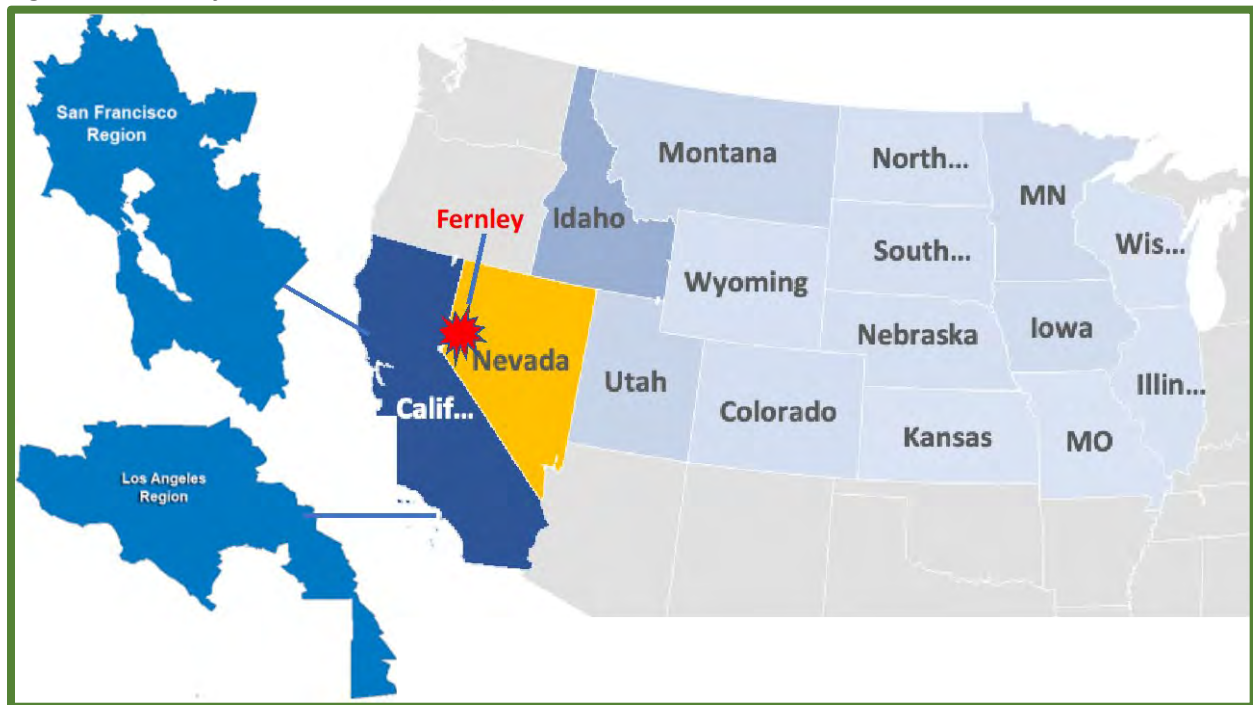 San Francisco
Region
Montana
North...
MN
Fernley
Idaho
Wis...
South...
Wyoming
Nebraska
Iowa
Nevada
Utah
Illin...
Calif...
Colorado
Kansas
MO
Los Angeles
Region